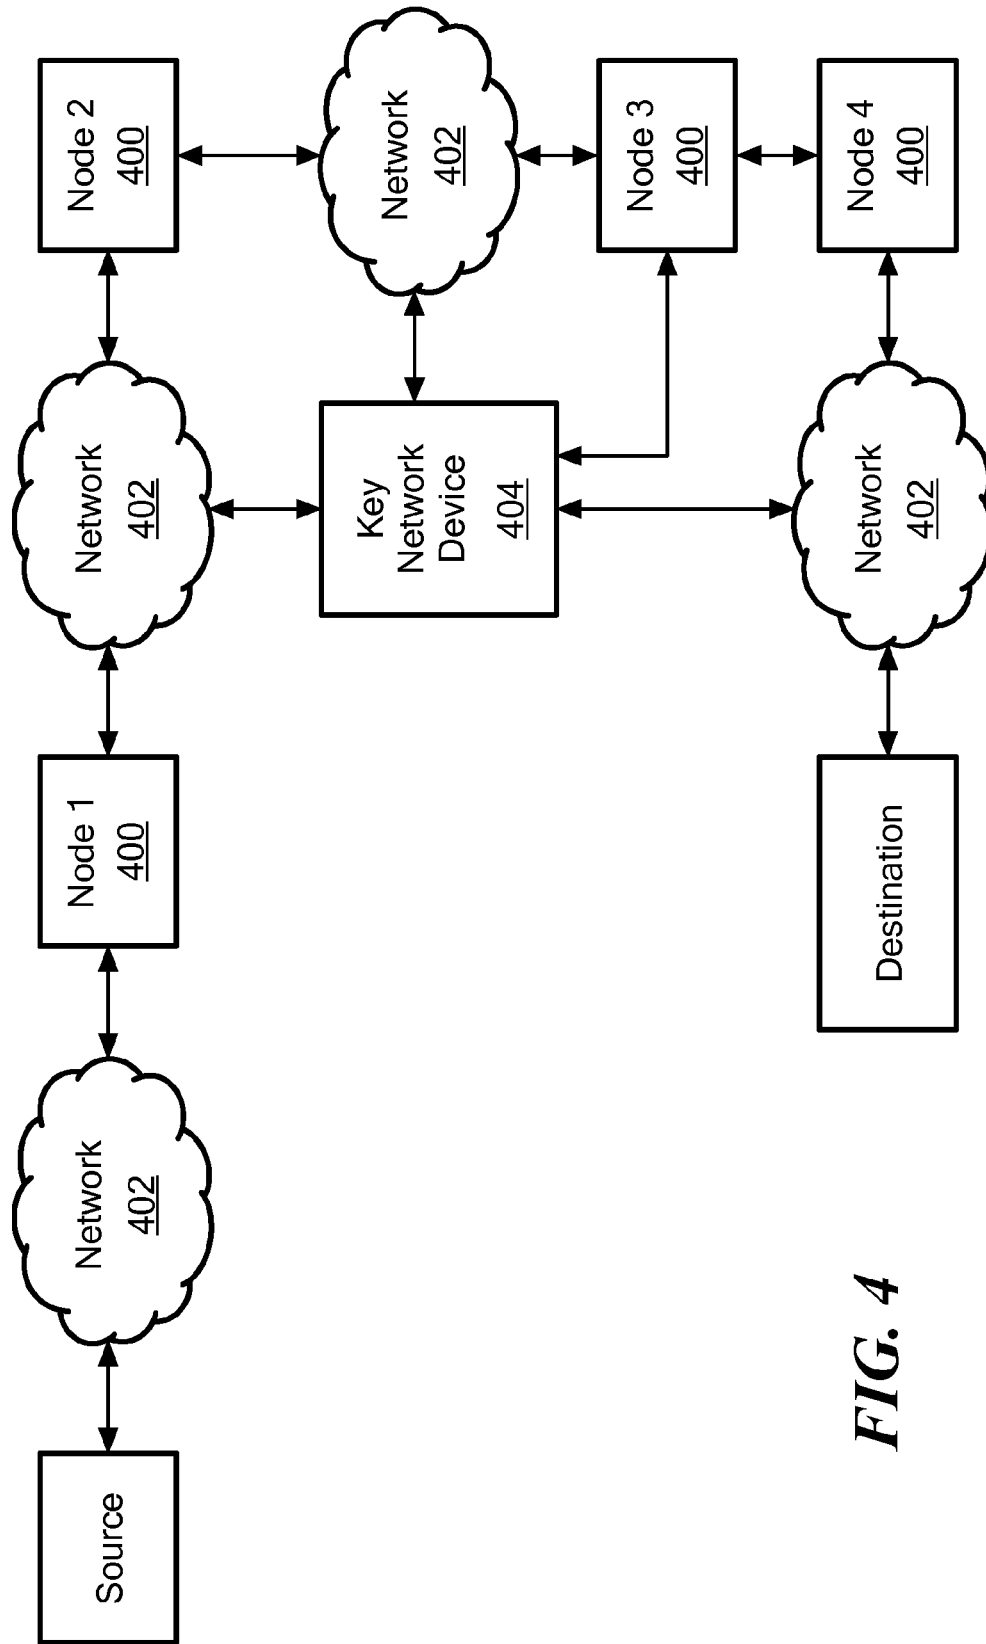 Source
Network
402
Node 1
400
Network
402
Node 2
400
Key
Network
Device
404
Network
402
Node 3
400
Destination
Network
402
Node 4
400
FIG. 4